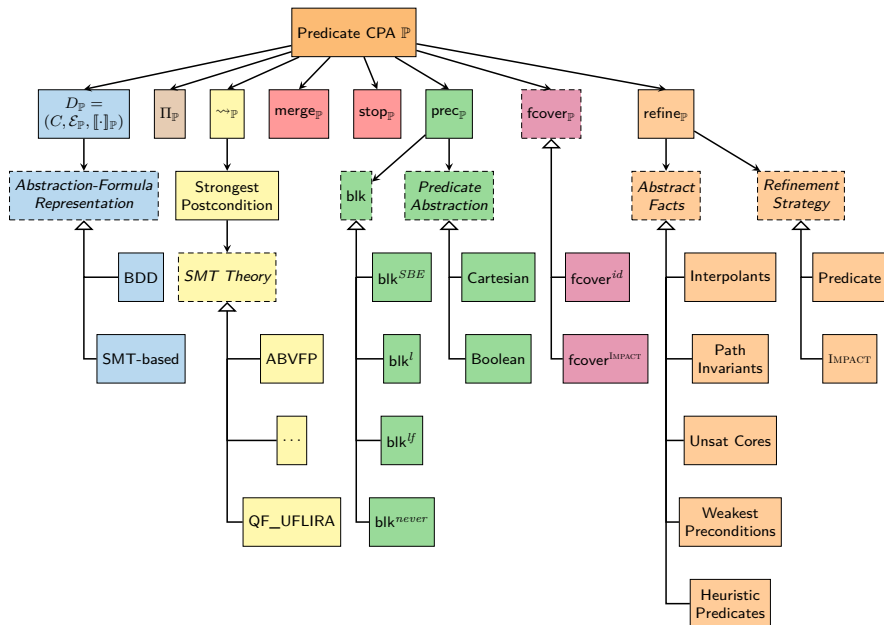 Predicate CPA ℙ
D_ℙ =
(C, ℰ_ℙ, ⟦·⟧_ℙ)
Π_ℙ
⇝_ℙ
merge_ℙ
stop_ℙ
prec_ℙ
fcover_ℙ
refine_ℙ
Abstraction-Formula
Representation
Strongest
Postcondition
blk
Predicate
Abstraction
Abstract
Facts
Refinement
Strategy
BDD
SMT Theory
blk^SBE
Cartesian
fcover^id
Interpolants
Predicate
SMT-based
ABVFP
blk^l
Boolean
fcover^IMPACT
Path
Invariants
IMPACT
...
blk^lf
Unsat Cores
QF_UFLIRA
blk^never
Weakest
Preconditions
Heuristic
Predicates